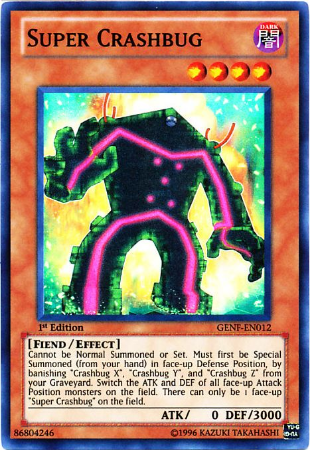 SUPER CRASHBUG
DARK
闇
1st Edition
GENF-EN012
[FIEND / EFFECT]
Cannot be Normal Summoned or Set. Must first be Special
Summoned (from your hand) in face-up Defense Position, by
banishing "Crashbug X", "Crashbug Y", and "Crashbug Z" from
your Graveyard. Switch the ATK and DEF of all face-up Attack
Position monsters on the field. There can only be 1 face-up
"Super Crashbug" on the field.
ATK/ 0 DEF/3000
86804246
©1996 KAZUKI TAKAHASHI